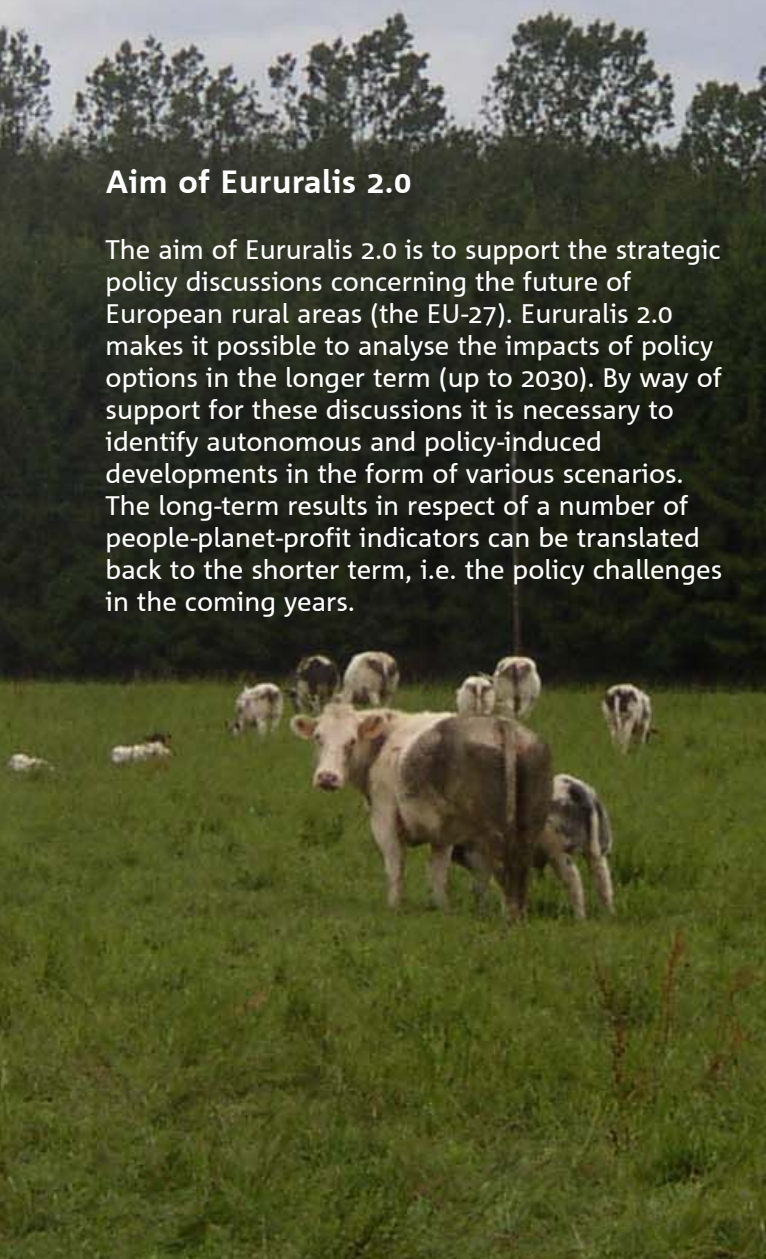 Aim of Eururalis 2.0
The aim of Eururalis 2.0 is to support the strategic
policy discussions concerning the future of
European rural areas (the EU-27). Eururalis 2.0
makes it possible to analyse the impacts of policy
options in the longer term (up to 2030). By way of
support for these discussions it is necessary to
identify autonomous and policy-induced
developments in the form of various scenarios.
The long-term results in respect of a number of
people-planet-profit indicators can be translated
back to the shorter term, i.e. the policy challenges
in the coming years.